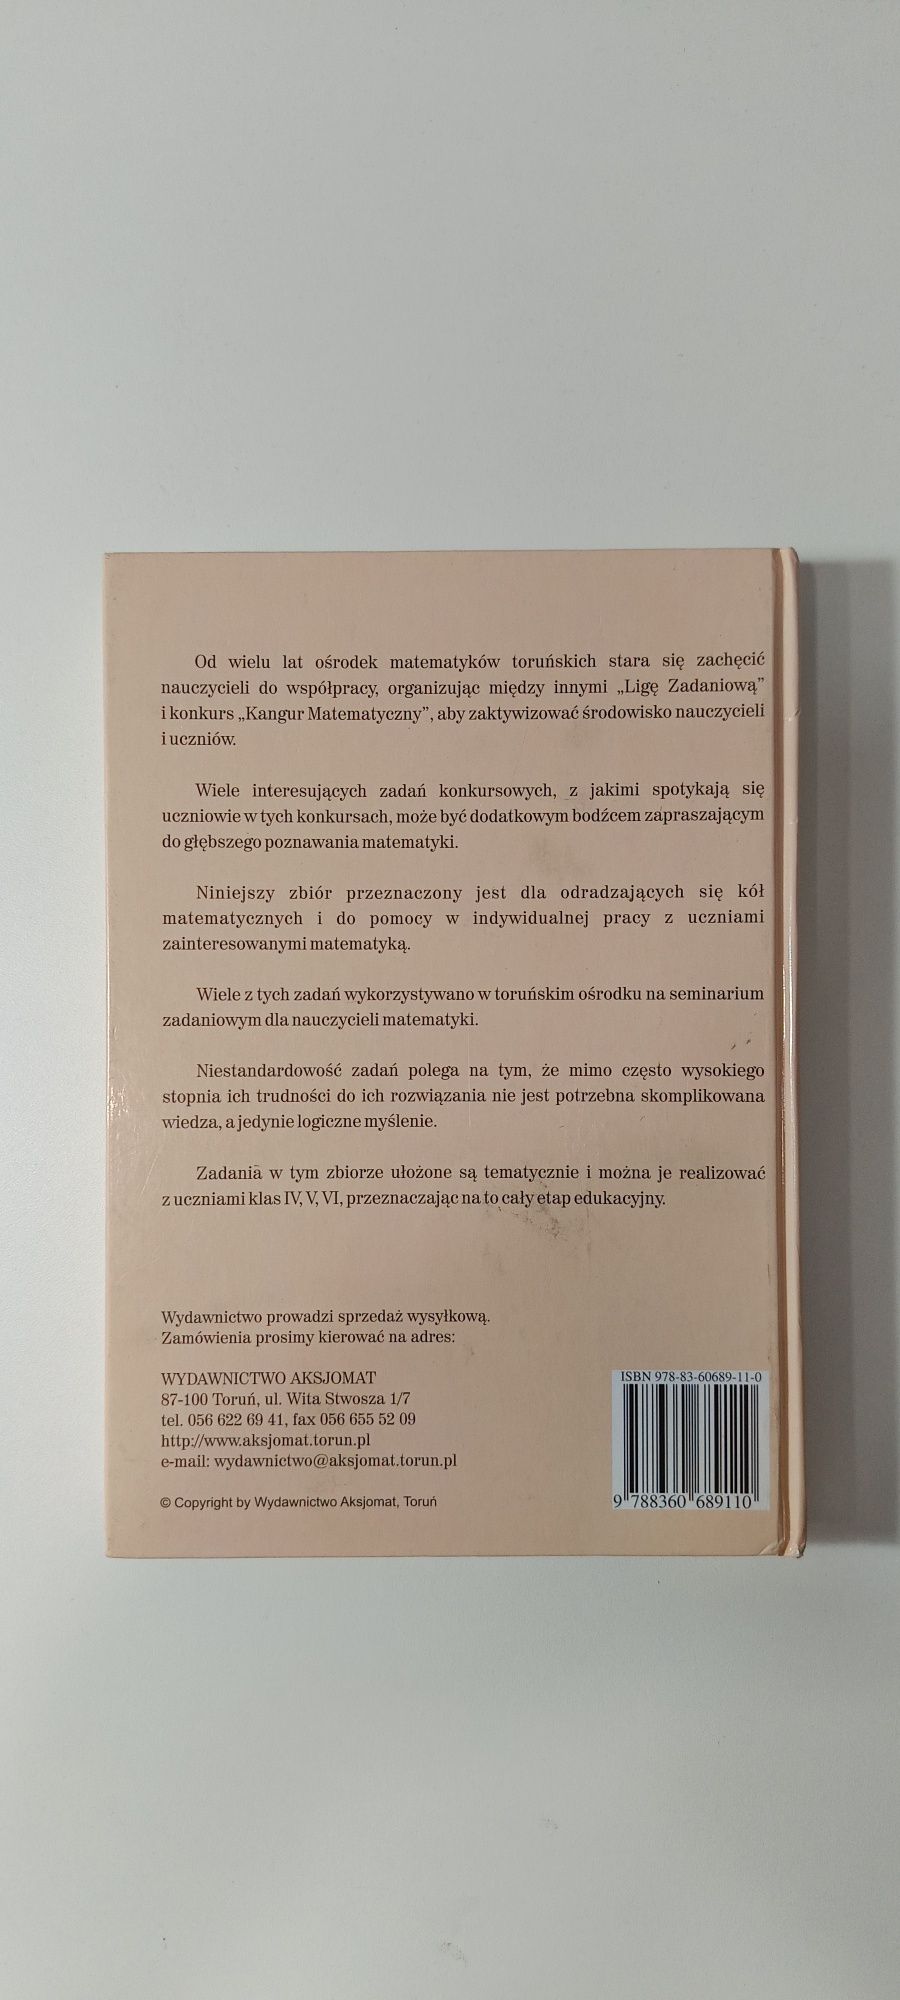 Od wielu lat ośrodek matematyków toruńskich stara się zachęcić
nauczycieli do współpracy, organizując między innymi „Ligę Zadaniową”
i konkurs „Kangur Matematyczny”, aby zaktywizować środowisko nauczycieli
i uczniów.
Wiele interesujących zadań konkursowych, z jakimi spotykają się
uczniowie w tych konkursach, może być dodatkowym bodźcem zapraszającym
do głębszego poznawania matematyki.
Niniejszy zbiór przeznaczony jest dla odradzających się kół
matematycznych i do pomocy w indywidualnej pracy z uczniami
zainteresowanymi matematyką.
Wiele z tych zadań wykorzystywano w toruńskim ośrodku na seminarium
zadaniowym dla nauczycieli matematyki.
Niestandardowość zadań polega na tym, że mimo często wysokiego
stopnia ich trudności do ich rozwiązania nie jest potrzebna skomplikowana
wiedza, a jedynie logiczne myślenie.
Zadania w tym zbiorze ułożone są tematycznie i można je realizować
z uczniami klas IV, V, VI, przeznaczając na to cały etap edukacyjny.
Wydawnictwo prowadzi sprzedaż wysyłkową.
Zamówienia prosimy kierować na adres:
WYDAWNICTWO AKSJOMAT
87-100 Toruń, ul. Wita Stwosza 1/7
tel. 056 622 69 41, fax 056 655 52 09
http://www.aksjomat.torun.pl
e-mail: wydawnictwo@aksjomat.torun.pl
© Copyright by Wydawnictwo Aksjomat, Toruń
ISBN 978-83-60689-11-0
9 788360 689110